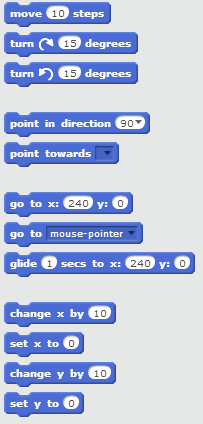 move 10 steps
turn 15 degrees
turn 15 degrees
point in direction 90
point towards
go to x: 240 y: 0
go to mouse-pointer
glide 1 secs to x: 240 y: 0
change x by 10
set x to 0
change y by 10
set y to 0